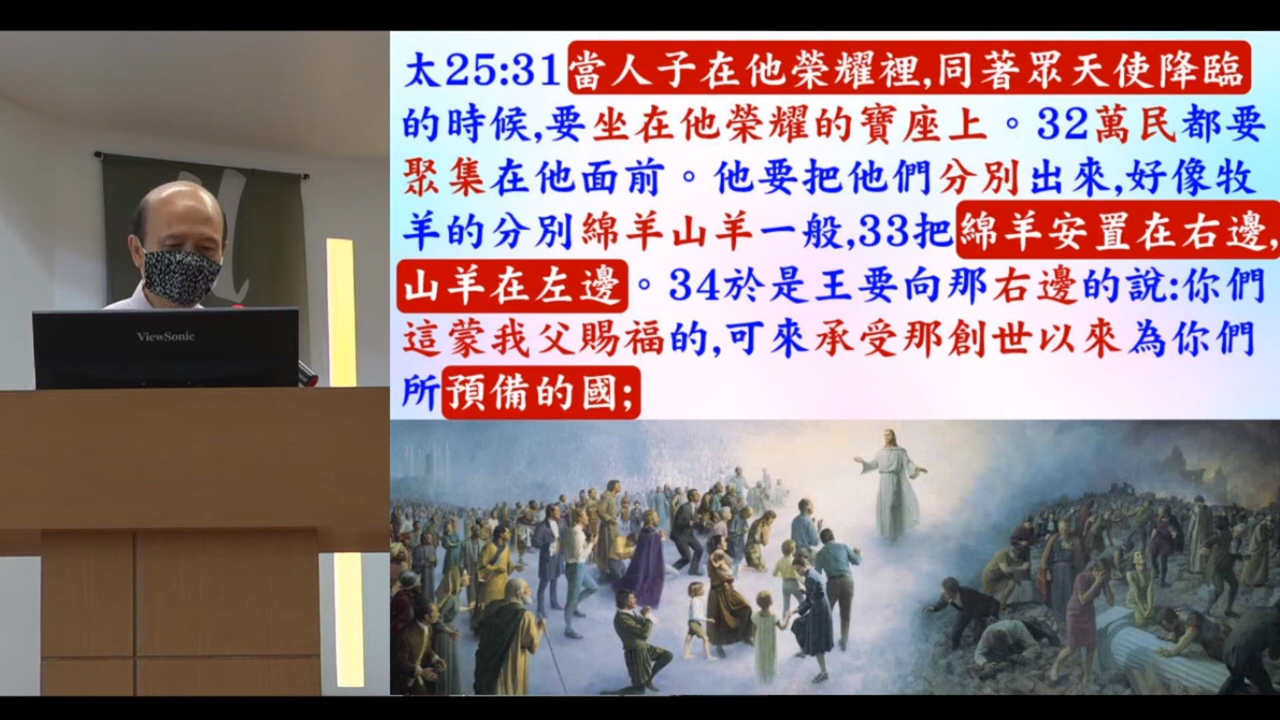 太25:31當人子在他榮耀裡,同著眾天使降臨
的時候,要坐在他榮耀的寶座上。32萬民都要
聚集在他面前。他要把他們分別出來,好像牧
羊的分別綿羊山羊一般,33把綿羊安置在右邊,
山羊在左邊。34於是王要向那右邊的說:你們
這蒙我父賜福的,可來承受那創世以來為你們
所預備的國;
ViewSonic